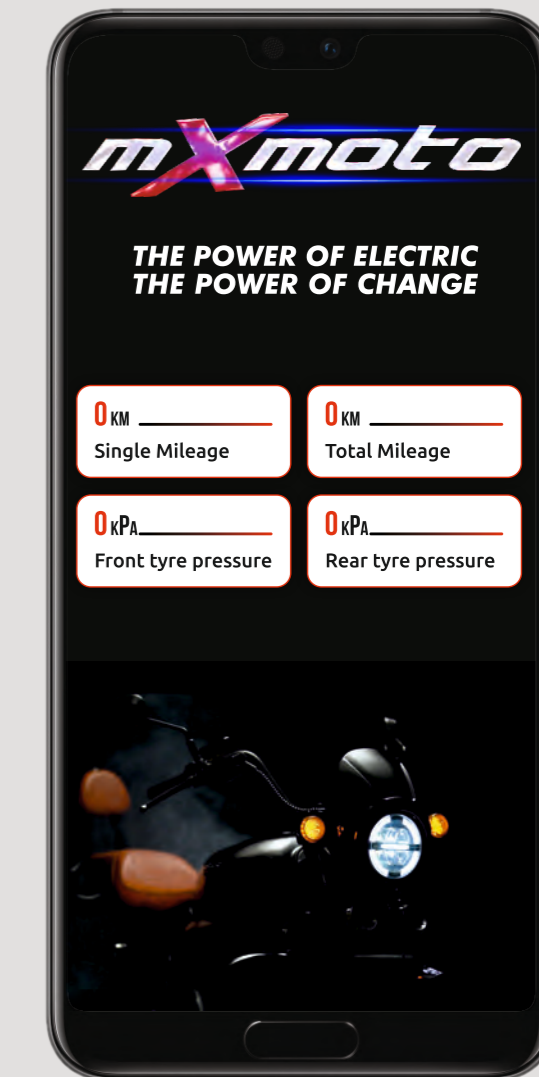 mXmoto
THE POWER OF ELECTRIC
THE POWER OF CHANGE
0 KM
Single Mileage
0 KM
Total Mileage
0 KPA
Front tyre pressure
0 KPA
Rear tyre pressure